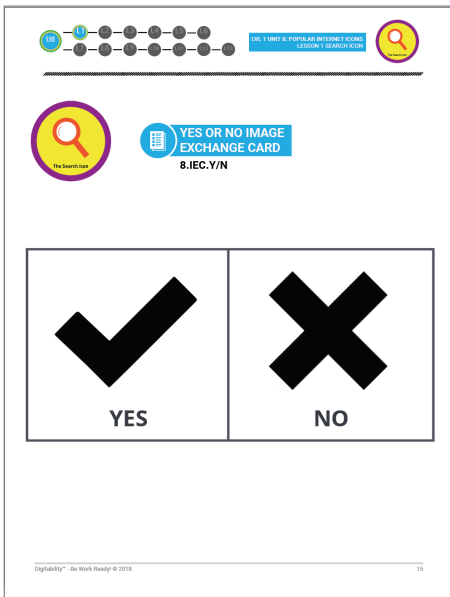 U8 L1 L2 L3 L4 L5 L6
L7 L8 L9 L10 L11 L12 L13
LVL 1 UNIT 8: POPULAR INTERNET ICONS
LESSON 1 SEARCH ICON
The Search Icon
The Search Icon
YES OR NO IMAGE
EXCHANGE CARD
8.IEC.Y/N
YES NO
Digitability™ - Be Work Ready! © 2018 15